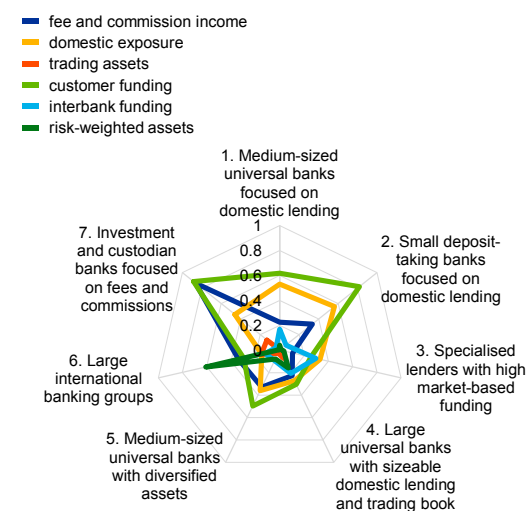 fee and commission income
domestic exposure
trading assets
customer funding
interbank funding
risk-weighted assets
1. Medium-sized
universal banks
focused on
domestic lending
1
0.8
0.6
0.4
0.2
0
2. Small deposit-
taking banks
focused on
domestic lending
3. Specialised
lenders with high
market-based
funding
4. Large
universal banks
with sizeable
domestic lending
and trading book
5. Medium-sized
universal banks
with diversified
assets
6. Large
international
banking groups
7. Investment
and custodian
banks focused
on fees and
commissions